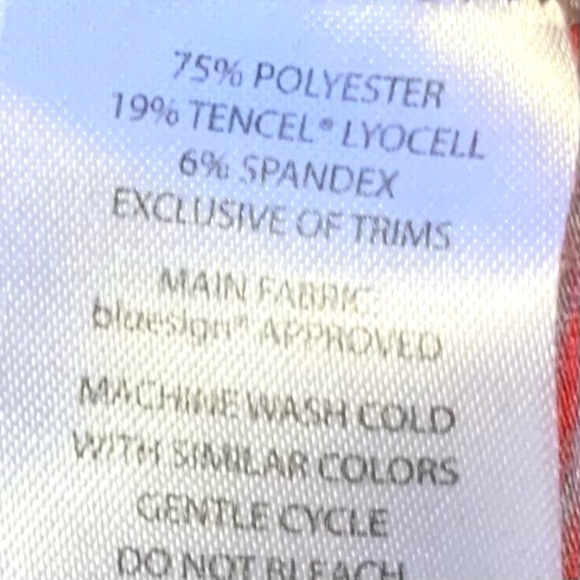 75% POLYESTER
19% TENCEL® LYOCELL
6% SPANDEX
EXCLUSIVE OF TRIMS
MAIN FABRIC:
bluesign® APPROVED
MACHINE WASH COLD
WITH SIMILAR COLORS
GENTLE CYCLE
DO NOT BLEACH